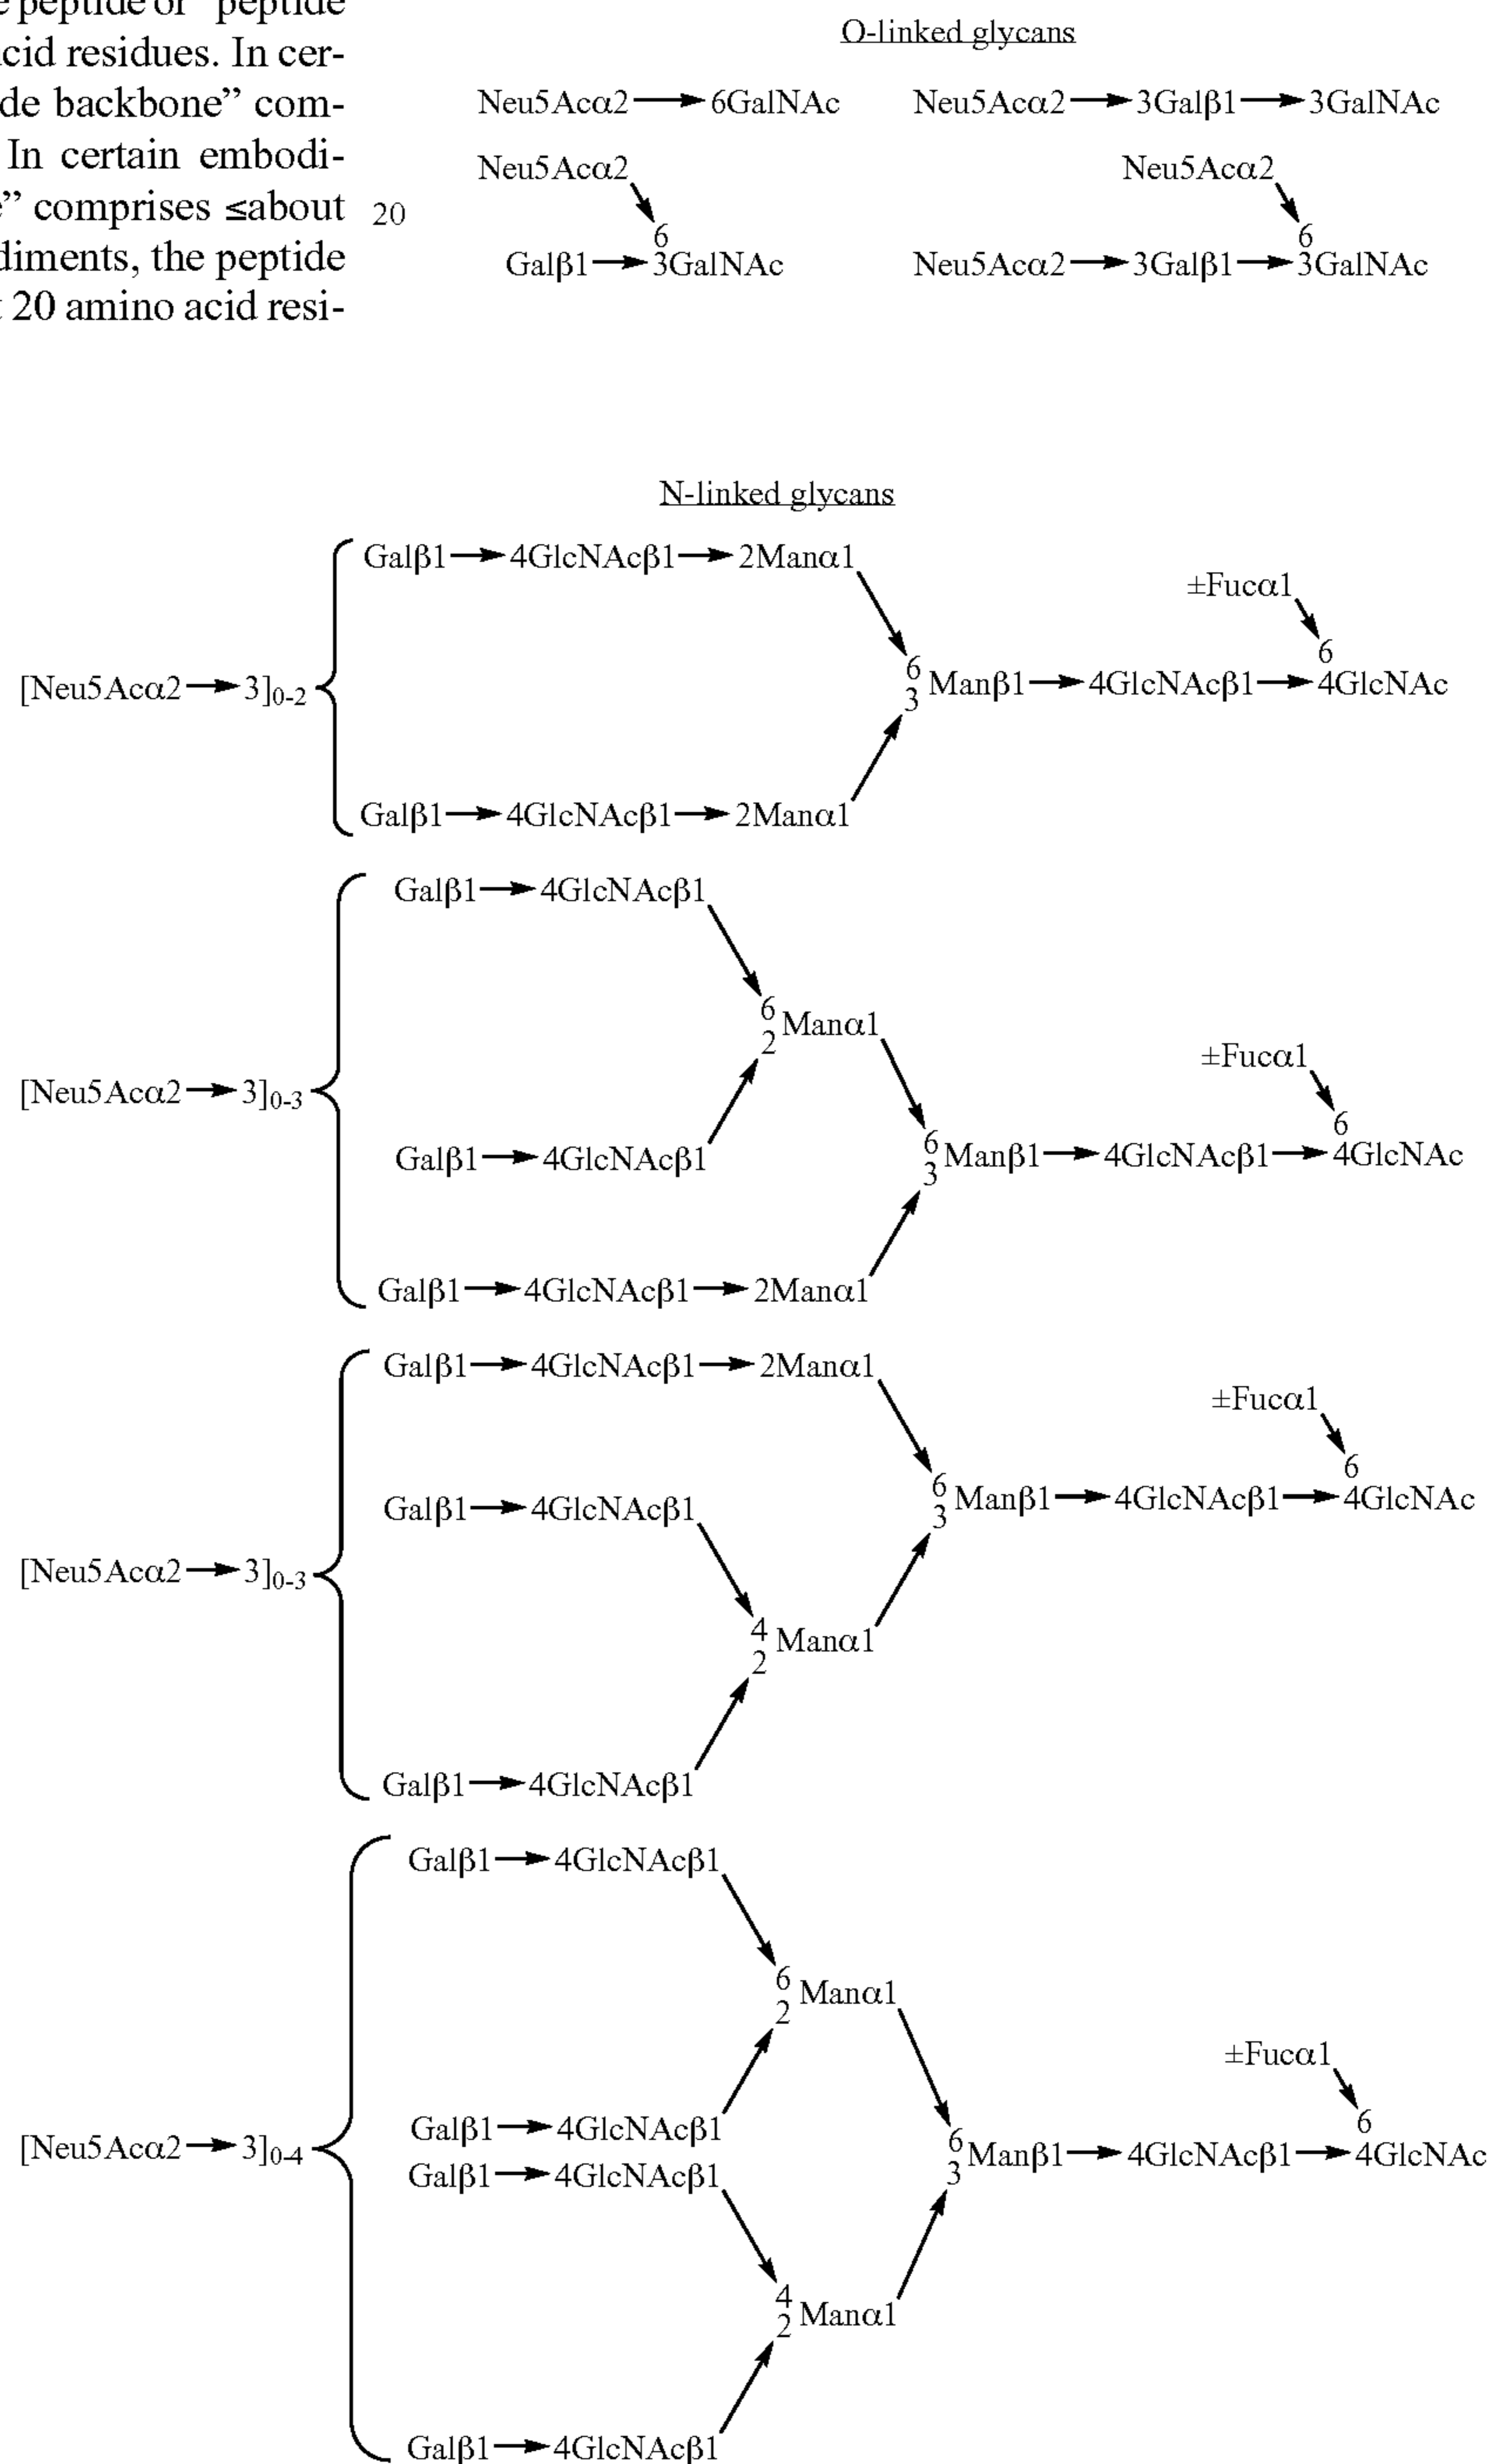 e peptide or "peptide
cid residues. In cer-
de backbone" com-
In certain embodi-
e" comprises ≤about
diments, the peptide
t 20 amino acid resi-
20
O-linked glycans
Neu5Acα2→6GalNAc Neu5Acα2→3Galβ1→3GalNAc
Neu5Acα2 Neu5Acα2
6 6
Galβ1→3GalNAc Neu5Acα2→3Galβ1→3GalNAc
N-linked glycans
Galβ1→4GlcNAcβ1→2Manα1
±Fucα1
6
6
[Neu5Acα2→3]0-2 Manβ1→4GlcNAcβ1→4GlcNAc
3
Galβ1→4GlcNAcβ1→2Manα1
Galβ1→4GlcNAcβ1
6
Manα1
2
±Fucα1
[Neu5Acα2→3]0-3
6
6
Galβ1→4GlcNAcβ1 Manβ1→4GlcNAcβ1→4GlcNAc
3
Galβ1→4GlcNAcβ1→2Manα1
Galβ1→4GlcNAcβ1→2Manα1
±Fucα1
6
6
Galβ1→4GlcNAcβ1 Manβ1→4GlcNAcβ1→4GlcNAc
3
[Neu5Acα2→3]0-3
4
Manα1
2
Galβ1→4GlcNAcβ1
Galβ1→4GlcNAcβ1
6
Manα1
2
±Fucα1
6
Galβ1→4GlcNAcβ1
6
[Neu5Acα2→3]0-4 Manβ1→4GlcNAcβ1→4GlcNAc
3
Galβ1→4GlcNAcβ1
4
Manα1
2
Galβ1→4GlcNAcβ1